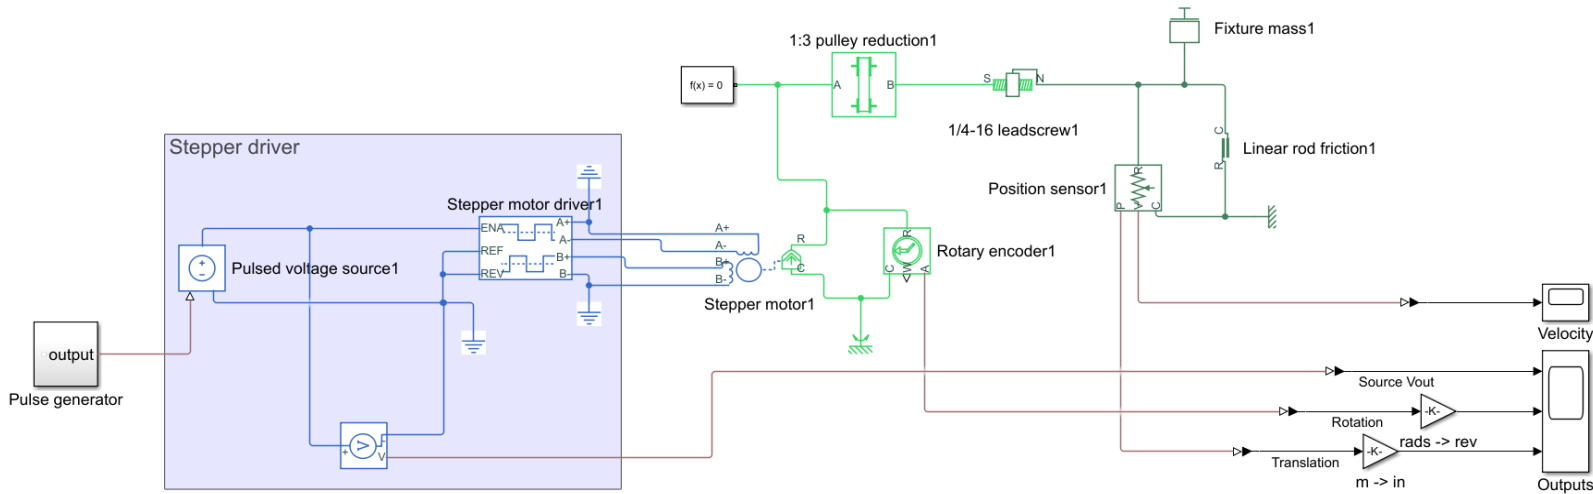 Fixture mass1
1:3 pulley reduction1
f(x) = 0
A
B
S
N
1/4-16 leadscrew1
C
R
Linear rod friction1
Stepper driver
Position sensor1
R
P
V
C
Stepper motor driver1
ENA
REF
REV
A+
A-
B+
B-
A+
A-
B+
B-
R
C
Stepper motor1
R
C
W
A
Rotary encoder1
+
-
Pulsed voltage source1
output
Pulse generator
Velocity
Source Vout
-K-
Rotation
rads -> rev
-K-
Translation
m -> in
Outputs
+
V
-
V